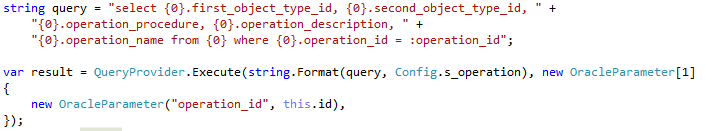 string query = "select {0}.first_object_type_id, {0}.second_object_type_id, " +
"{0}.operation_procedure, {0}.operation_description, " +
"{0}.operation_name from {0} where {0}.operation_id = :operation_id";
var result = QueryProvider.Execute(string.Format(query, Config.s_operation), new OracleParameter[1]
{
new OracleParameter("operation_id", this.id),
});